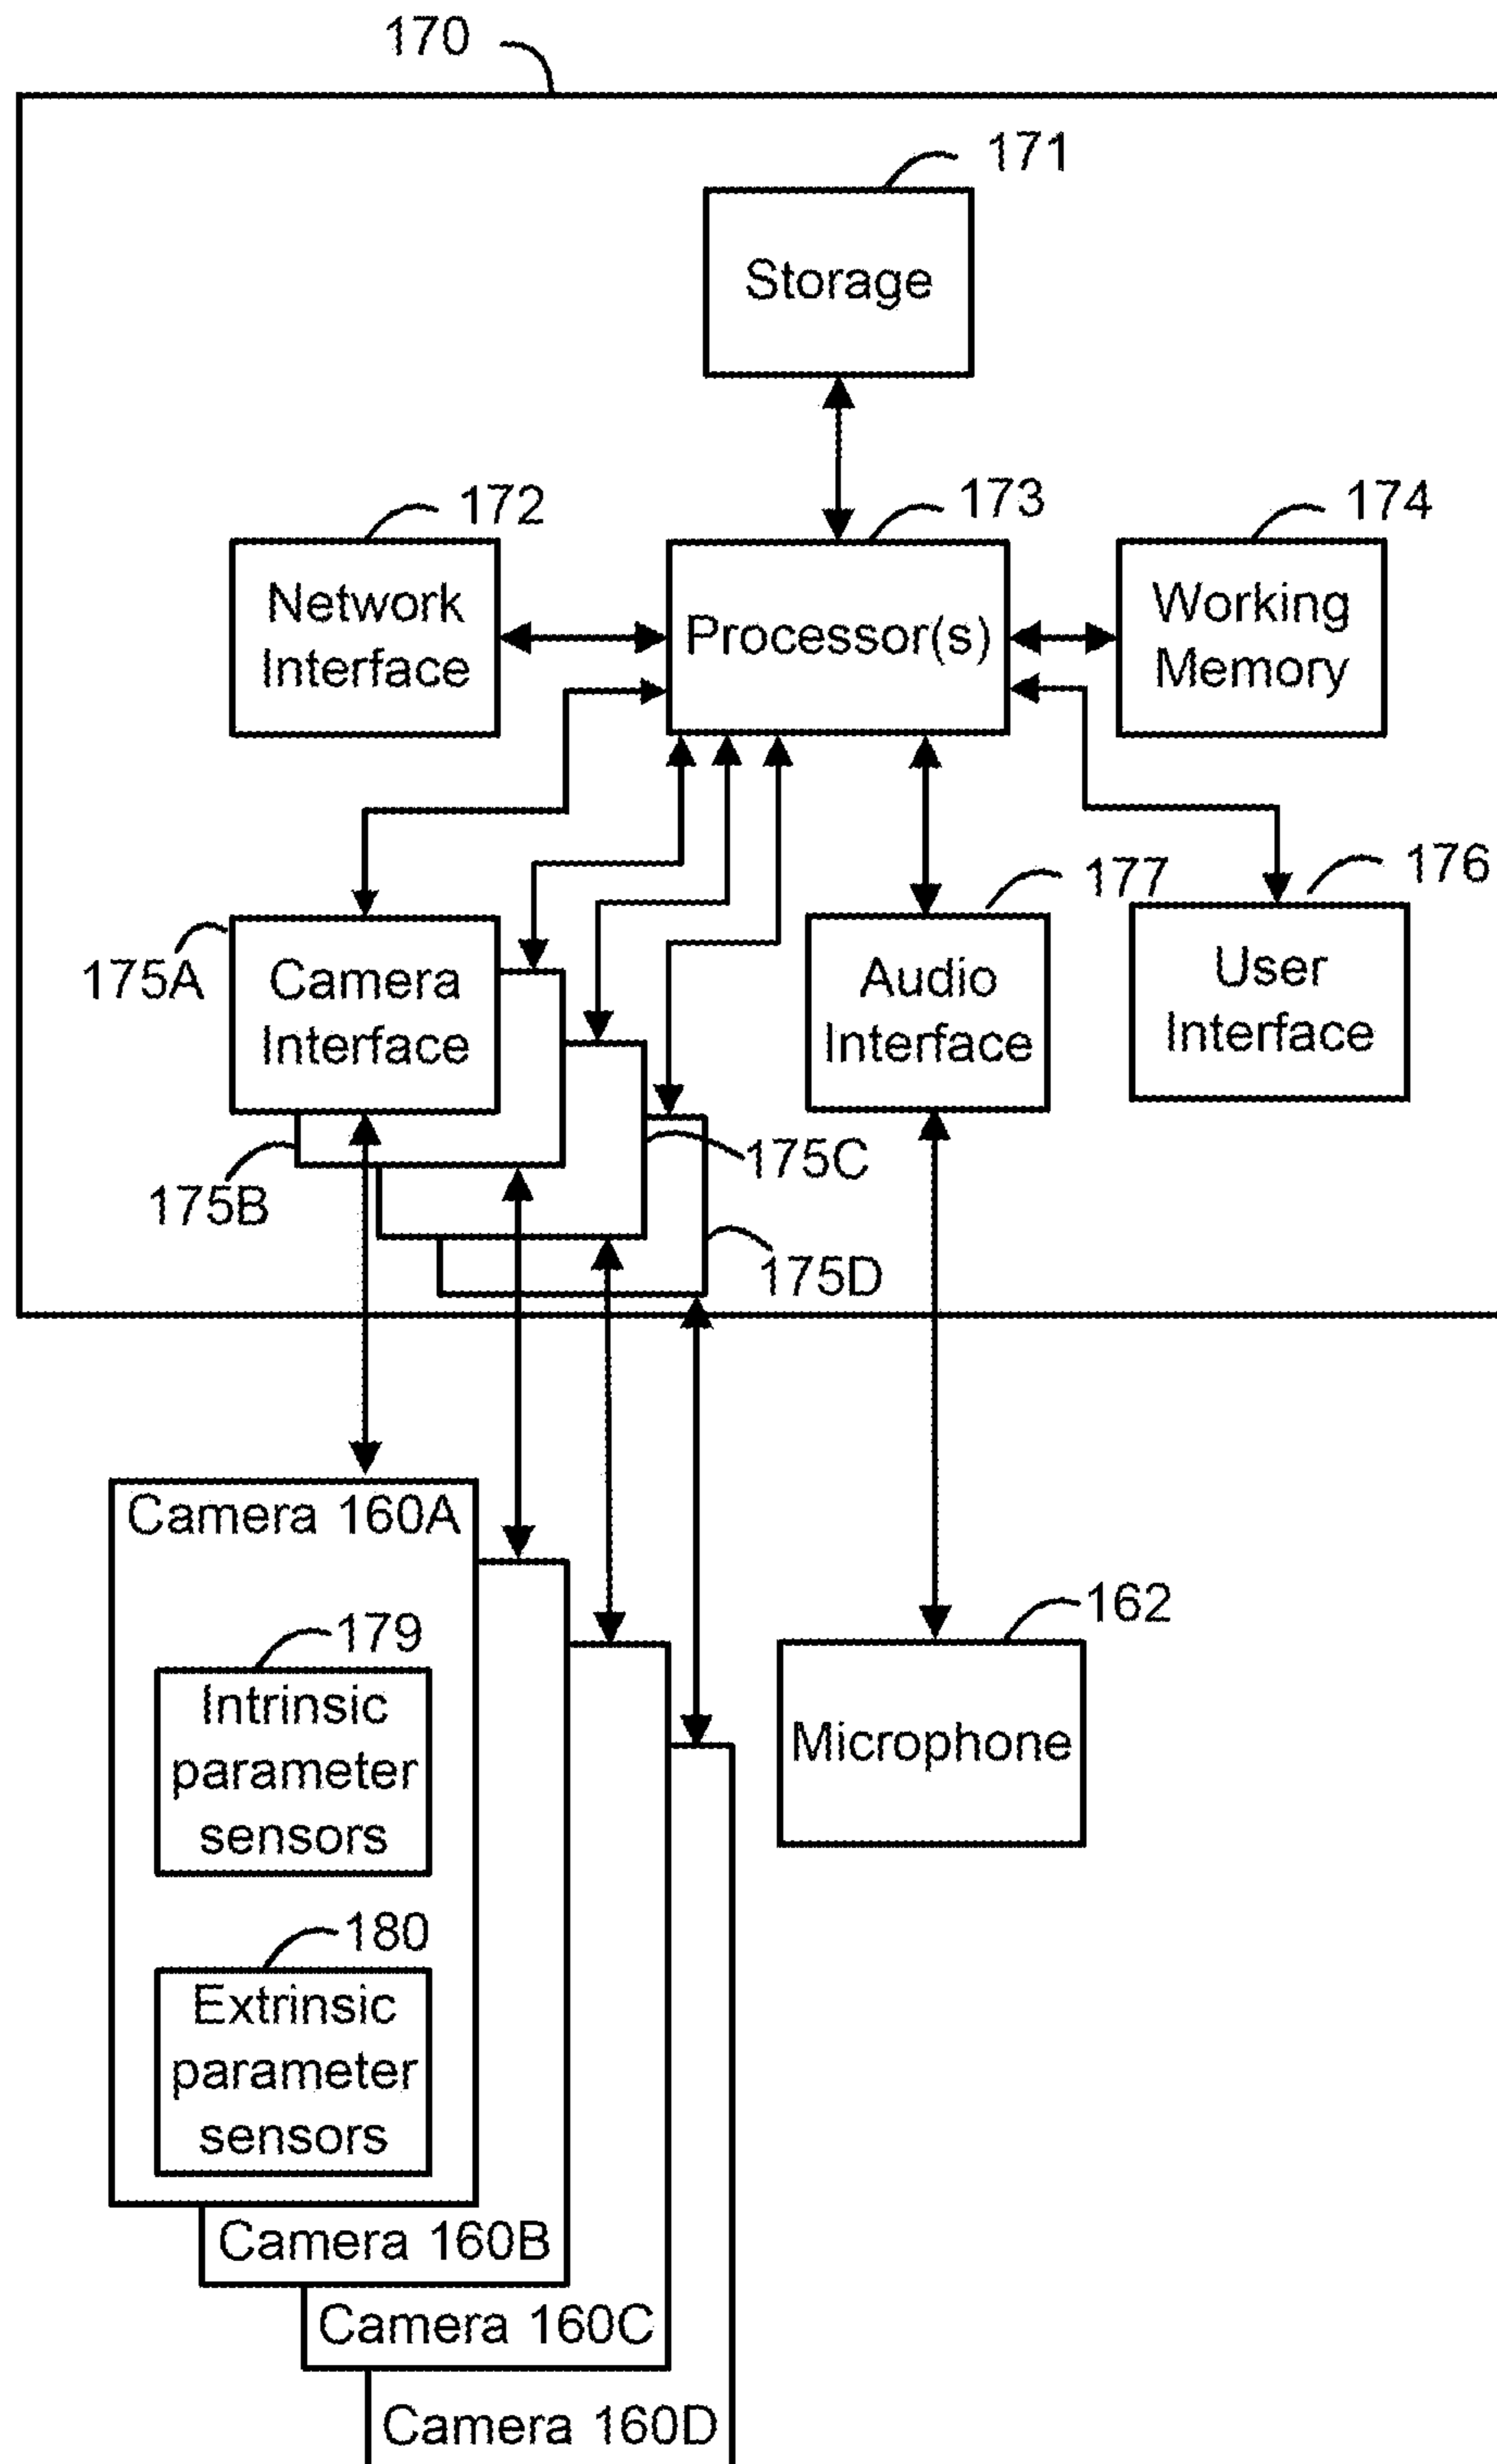 170
171
Storage
172
173
174
Network
Interface
Processor(s)
Working
Memory
175A
Camera
Interface
177
Audio
Interface
176
User
Interface
175B
175C
175D
Camera 160A
179
Intrinsic
parameter
sensors
180
Extrinsic
parameter
sensors
162
Microphone
Camera 160B
Camera 160C
Camera 160D